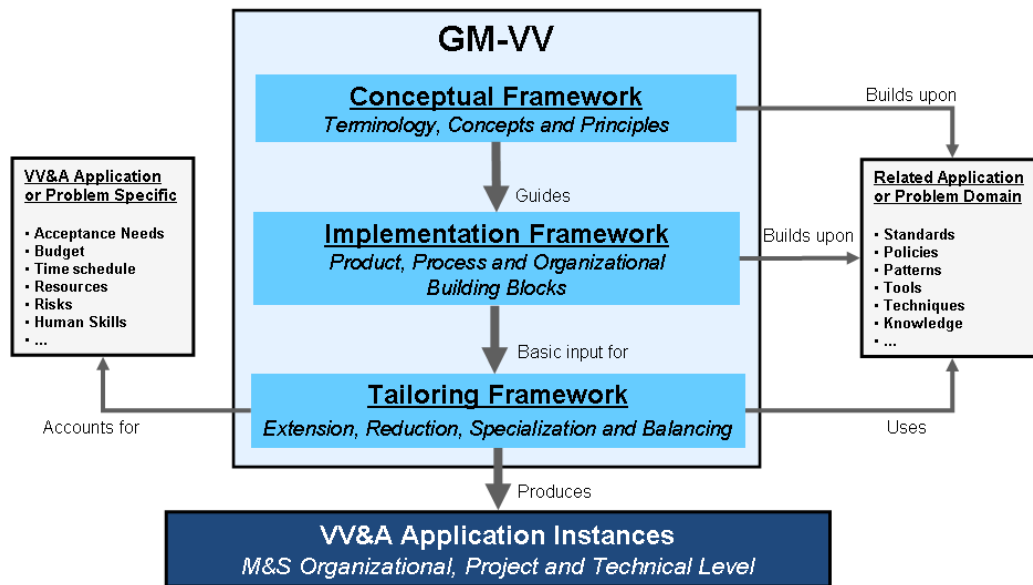 GM-VV
Conceptual Framework
Terminology, Concepts and Principles
Builds upon
Guides
VV&A Application
or Problem Specific
• Acceptance Needs
• Budget
• Time schedule
• Resources
• Risks
• Human Skills
• ...
Implementation Framework
Product, Process and Organizational
Building Blocks
Builds upon
Related Application
or Problem Domain
• Standards
• Policies
• Patterns
• Tools
• Techniques
• Knowledge
• ...
Basic input for
Tailoring Framework
Extension, Reduction, Specialization and Balancing
Accounts for
Uses
Produces
VV&A Application Instances
M&S Organizational, Project and Technical Level